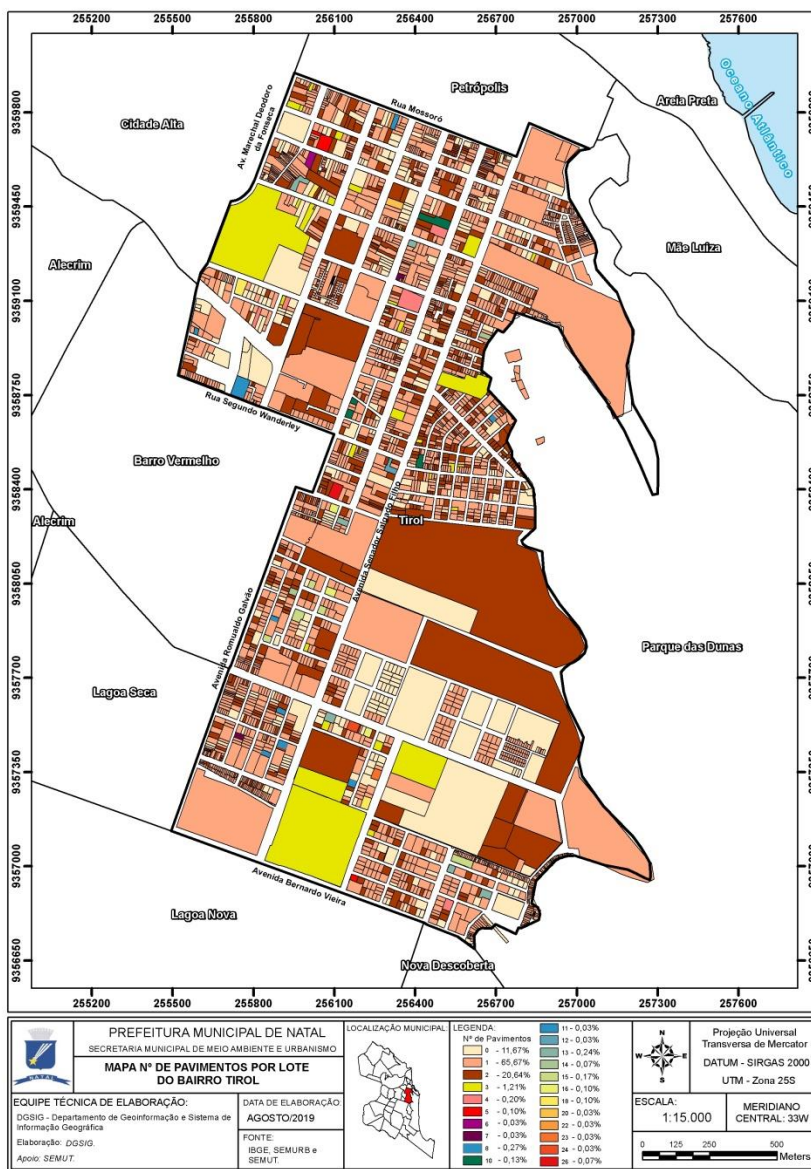 255200 255500 255800 256100 256400 256700 257000 257300 257600
Petrópolis
Oceano Atlântico
Areia Preta
Rua Mossoró
Av. Marechal Deodoro
da Fonseca
Cidade Alta
9359800
9359450
Mãe Luiza
Alecrim
9359100
9358750
Rua Segundo Wanderley
Barro Vermelho
9358400
Alecrim
Tirol
Avenida Senador Salgado Filho
9358050
Avenida Romualdo Galvão
Parque das Dunas
9357700
Lagoa Seca
9357350
9357000
Avenida Bernardo Vieira
Lagoa Nova
Nova Descoberta
9356650
255200 255500 255800 256100 256400 256700 257000 257300 257600
NATAL
PREFEITURA MUNICIPAL DE NATAL
SECRETARIA MUNICIPAL DE MEIO AMBIENTE E URBANISMO
MAPA Nº DE PAVIMENTOS POR LOTE
DO BAIRRO TIROL
EQUIPE TÉCNICA DE ELABORAÇÃO:
DGSIG - Departamento de Geoinformação e Sistema de
Informação Geográfica
Elaboração: DGSIG.
Apoio: SEMUT.
DATA DE ELABORAÇÃO:
AGOSTO/2019
FONTE:
IBGE, SEMURB e
SEMUT.
LOCALIZAÇÃO MUNICIPAL:
LEGENDA:
Nº de Pavimentos
0 - 11,67%
1 - 65,67%
2 - 20,64%
3 - 1,21%
4 - 0,20%
5 - 0,10%
6 - 0,03%
7 - 0,03%
8 - 0,27%
10 - 0,13%
11 - 0,03%
12 - 0,03%
13 - 0,24%
14 - 0,07%
15 - 0,17%
16 - 0,10%
18 - 0,10%
20 - 0,03%
22 - 0,03%
23 - 0,03%
24 - 0,03%
26 - 0,07%
N
W E
S
Projeção Universal
Transversa de Mercator
DATUM - SIRGAS 2000
UTM - Zona 25S
ESCALA:
1:15.000
MERIDIANO
CENTRAL: 33W
0 125 250 500
Meters